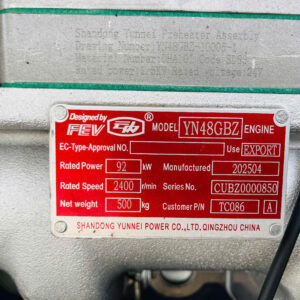 Shandong Yunnei Preheater Assembly
Designed by
FEV
®
MODEL YN48GBZ ENGINE
EC-Type-Approval NO. Use EXPORT
Rated Power 92 kW Manufactured 202504
Rated Speed 2400 r/min Series No. CUBZ0000850
Net weight 500 kg Customer P/N TC086 A
SHANDONG YUNNEI POWER CO.,LTD.QINGZHOU CHINA